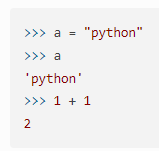 >>> a = "python"
>>> a
'python'
>>> 1 + 1
2